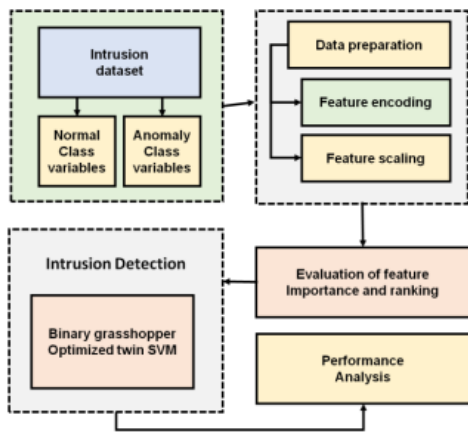 Intrusion
dataset
Normal
Class
variables
Anomaly
Class
variables
Data preparation
Feature encoding
Feature scaling
Evaluation of feature
Importance and ranking
Intrusion Detection
Binary grasshopper
Optimized twin SVM
Performance
Analysis